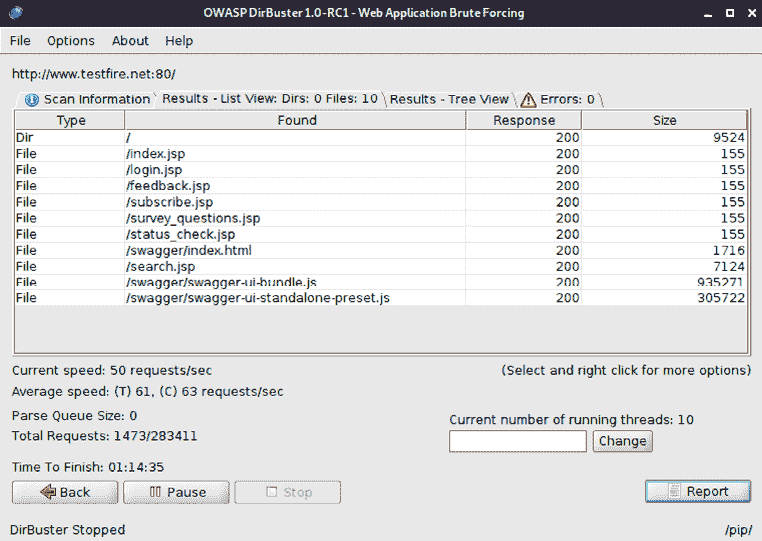 OWASP DirBuster 1.0-RC1 - Web Application Brute Forcing
File Options About Help
http://www.testfire.net:80/
Scan Information Results - List View: Dirs: 0 Files: 10 Results - Tree View Errors: 0
Type Found Response Size
Dir / 200 9524
File /index.jsp 200 155
File /login.jsp 200 155
File /feedback.jsp 200 155
File /subscribe.jsp 200 155
File /survey_questions.jsp 200 155
File /status_check.jsp 200 155
File /swagger/index.html 200 1716
File /search.jsp 200 7124
File /swagger/swagger-ui-bundle.js 200 935271
File /swagger/swagger-ui-standalone-preset.js 200 305722
Current speed: 50 requests/sec (Select and right click for more options)
Average speed: (T) 61, (C) 63 requests/sec
Parse Queue Size: 0
Total Requests: 1473/283411
Current number of running threads: 10
Change
Time To Finish: 01:14:35
Back Pause Stop Report
DirBuster Stopped /pip/